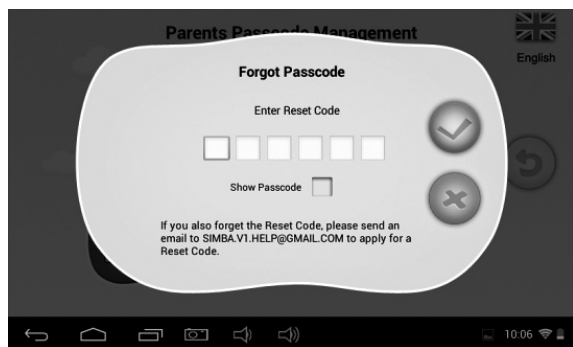 Parents Passcode Management
English
Forgot Passcode
Enter Reset Code
Show Passcode
If you also forget the Reset Code, please send an
email to SIMBA.V1.HELP@GMAIL.COM to apply for a
Reset Code.
10:06